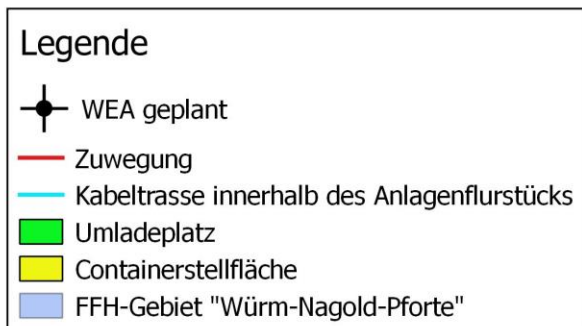 Legende
WEA geplant
Zuwegung
Kabeltrasse innerhalb des Anlagenflurstücks
Umladeplatz
Containerstellfläche
FFH-Gebiet "Würm-Nagold-Pforte"